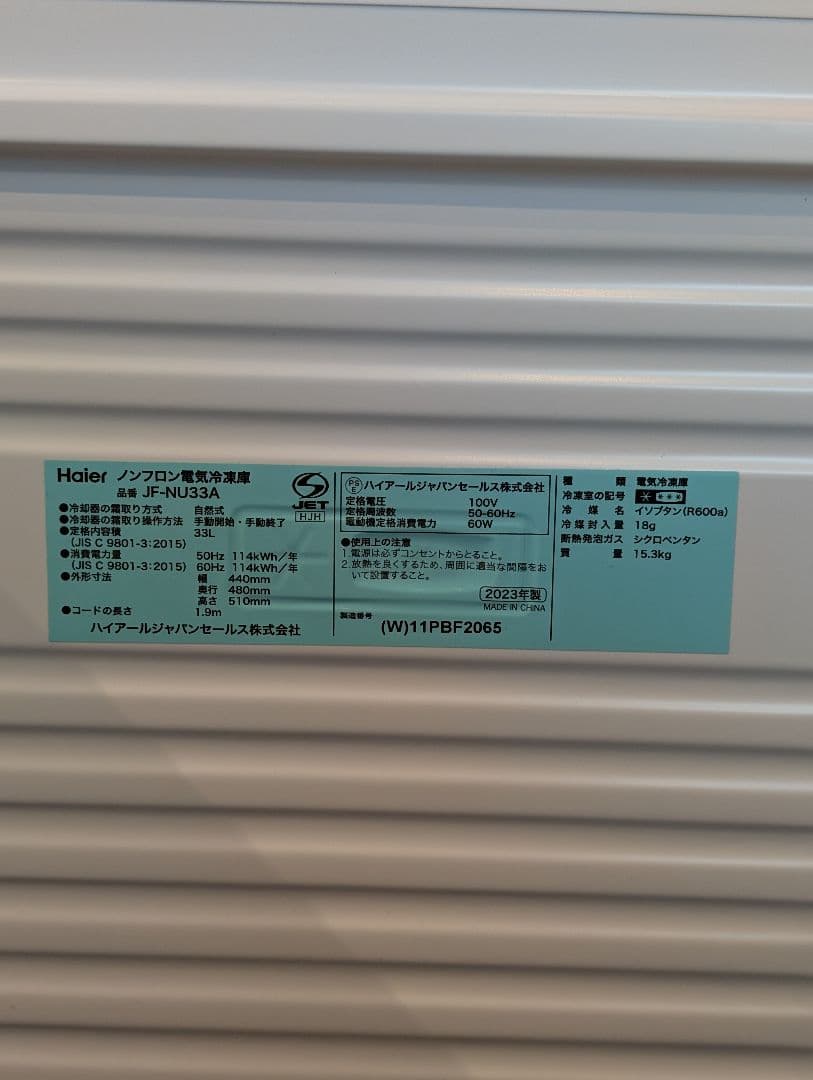 Haier ノンフロン電気冷凍庫
品番 JF-NU33A
JET
HJH
●冷却器の霜取り方式 自然式
●冷却器の霜取り操作方法 手動開始・手動終了
●定格内容積 33L
(JIS C 9801-3:2015)
●消費電力量 50Hz 114kWh/年
(JIS C 9801-3:2015) 60Hz 114kWh/年
●外形寸法 幅 440mm
奥行 480mm
高さ 510mm
●コードの長さ 1.9m
ハイアールジャパンセールス株式会社
PSE ハイアールジャパンセールス株式会社
定格電圧 100V
定格周波数 50-60Hz
電動機定格消費電力 60W
●使用上の注意
1.電源は必ずコンセントからとること。
2.放熱を良くするため、周囲に適当な間隔をお
いて設置すること。
2023年製
MADE IN CHINA
製造番号
(W)11PBF2065
種類 電気冷凍庫
冷凍室の記号
冷媒名 イソブタン(R600a)
冷媒封入量 18g
断熱発泡ガス シクロペンタン
質量 15.3kg